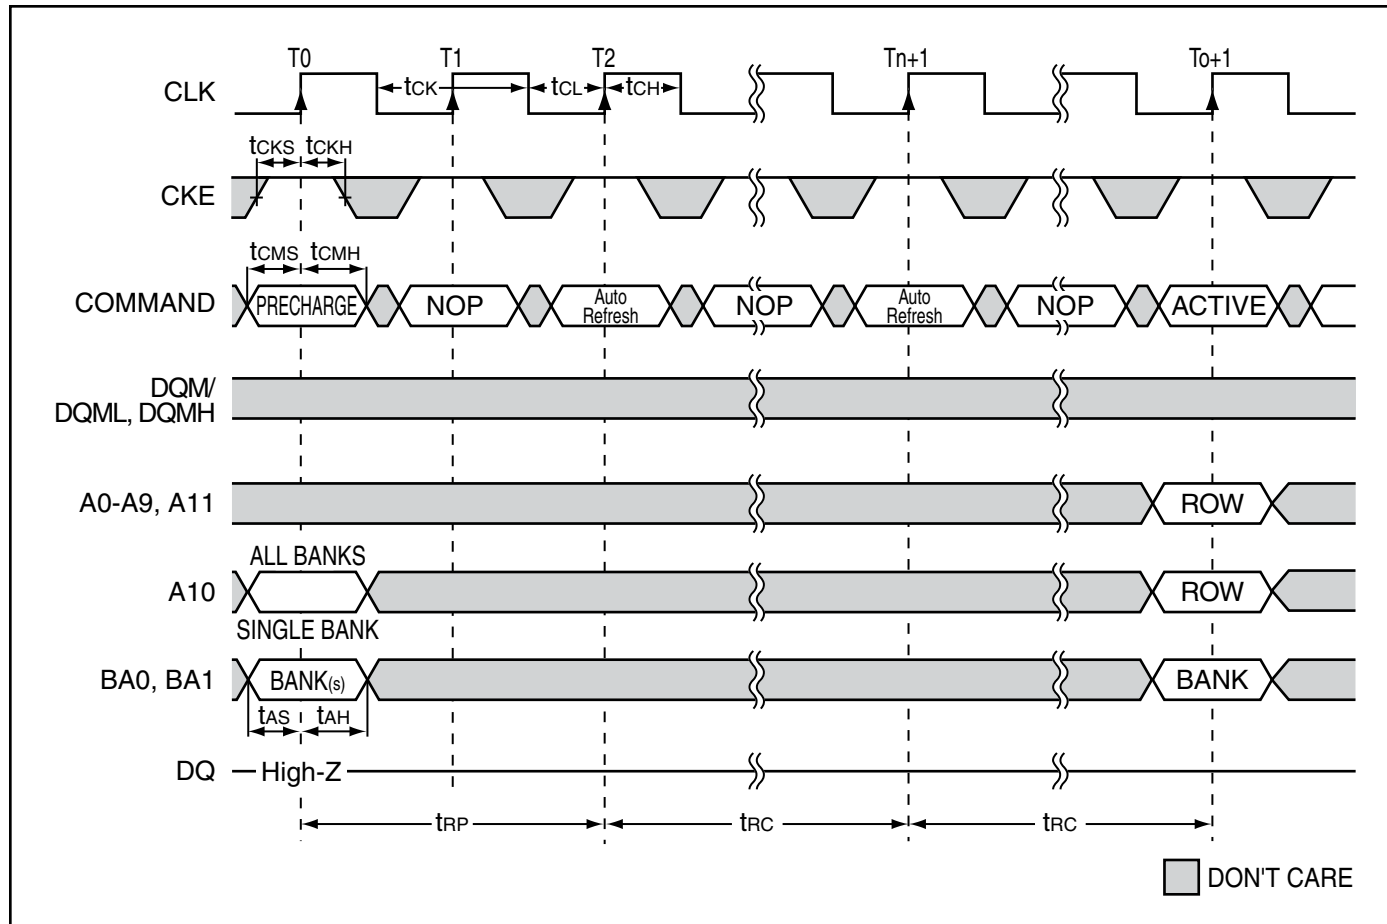 T0 T1 T2 Tn+1 To+1
CLK tCK tCL tCH
tCKS tCKH
CKE
tCMS tCMH
COMMAND PRECHARGE NOP Auto Refresh NOP Auto Refresh NOP ACTIVE
DQM/
DQML, DQMH
A0-A9, A11 ROW
ALL BANKS
A10 ROW
SINGLE BANK
BA0, BA1 BANK(s) BANK
tAS tAH
DQ High-Z
tRP tRC tRC
DON'T CARE